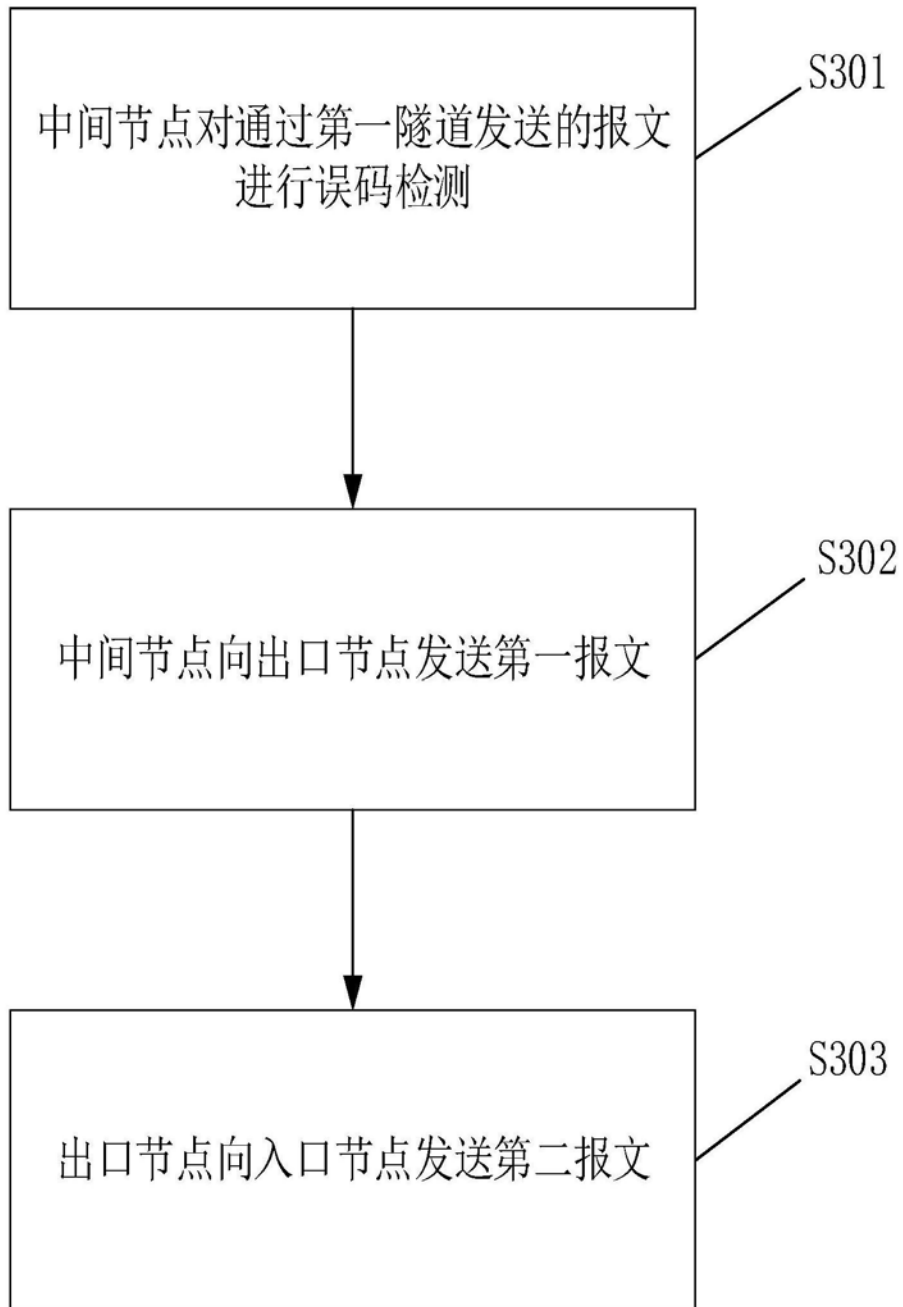 中间节点对通过第一隧道发送的报文
进行误码检测
S301
中间节点向出口节点发送第一报文
S302
出口节点向入口节点发送第二报文
S303